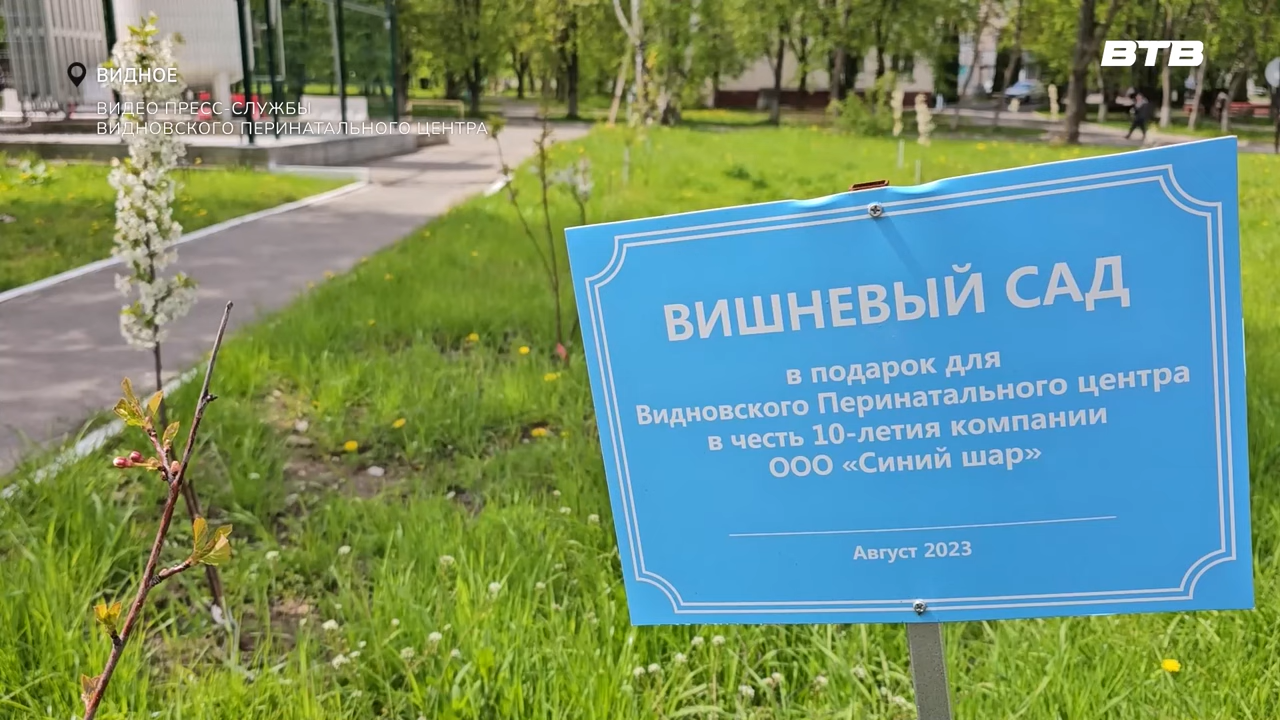 ВИДНОЕ
ВИДЕО ПРЕСС-СЛУЖБЫ
ВИДНОВСКОГО ПЕРИНАТАЛЬНОГО ЦЕНТРА
ВТВ
ВИШНЕВЫЙ САД
в подарок для
Видновского Перинатального центра
в честь 10-летия компании
ООО «Синий шар»
Август 2023